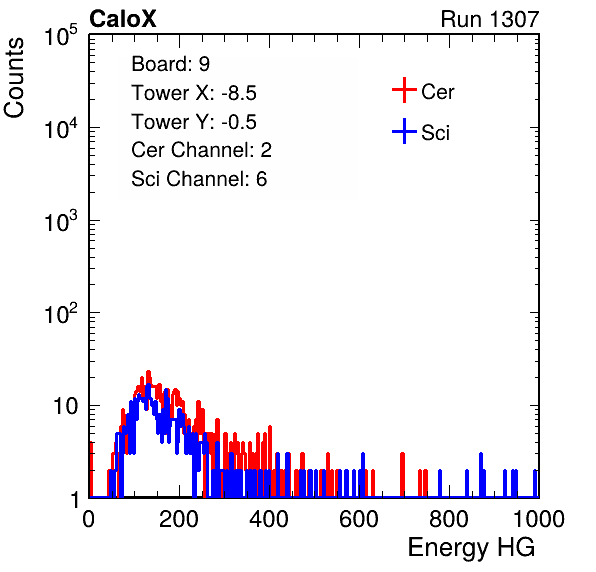 CaloX Run 1307
Counts
10^5
10^4
10^3
10^2
10
1
Board: 9
Tower X: -8.5
Tower Y: -0.5
Cer Channel: 2
Sci Channel: 6
Cer
Sci
0 200 400 600 800 1000
Energy HG